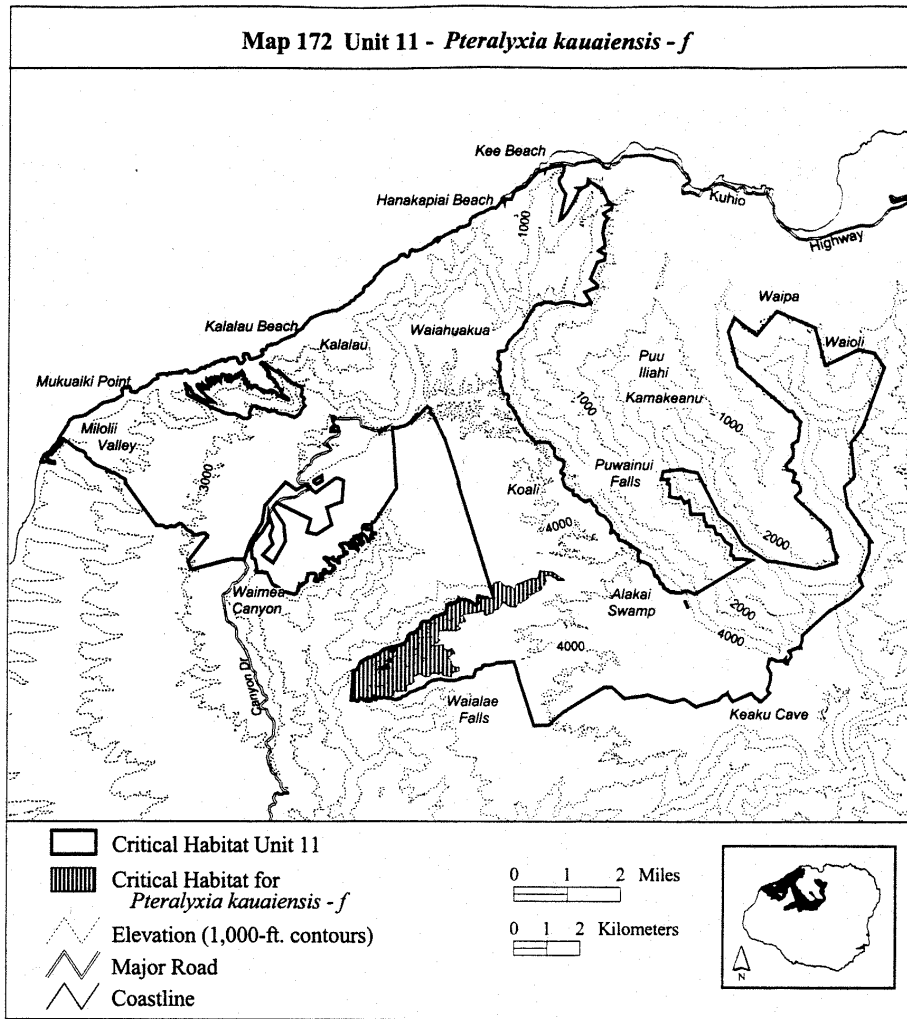 Map 172 Unit 11 - Pteralyxia kauaiensis - f
Kee Beach
Hanakapiai Beach
Kuhio
Highway
1000
Waipa
Kalalau Beach
Waiahuakua
Waioli
Kalalau
Puu
Iliahi
Mukuaiki Point
Kamakeanu
1000
1000
Milolii
Valley
3000
Puwainui
Falls
Koali
4000
2000
Waimea
Canyon
Alakai
Swamp
2000
4000
4000
Canyon Dr
Waialae
Falls
Keaku Cave
Critical Habitat Unit 11
Critical Habitat for
Pteralyxia kauaiensis - f
Elevation (1,000-ft. contours)
Major Road
Coastline
0 1 2 Miles
0 1 2 Kilometers
N